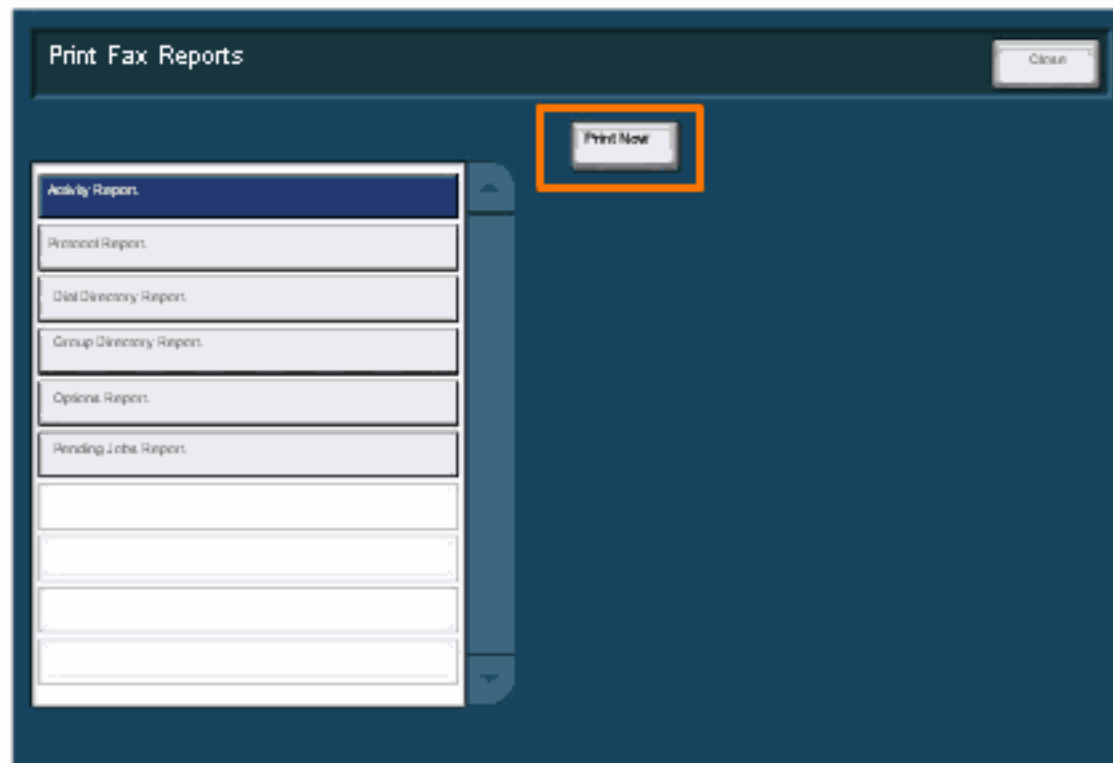 Print Fax Reports
Close
Print Now
Activity Report
Protocol Report
Dial Directory Report
Group Directory Report
Options Report
Pending Jobs Report